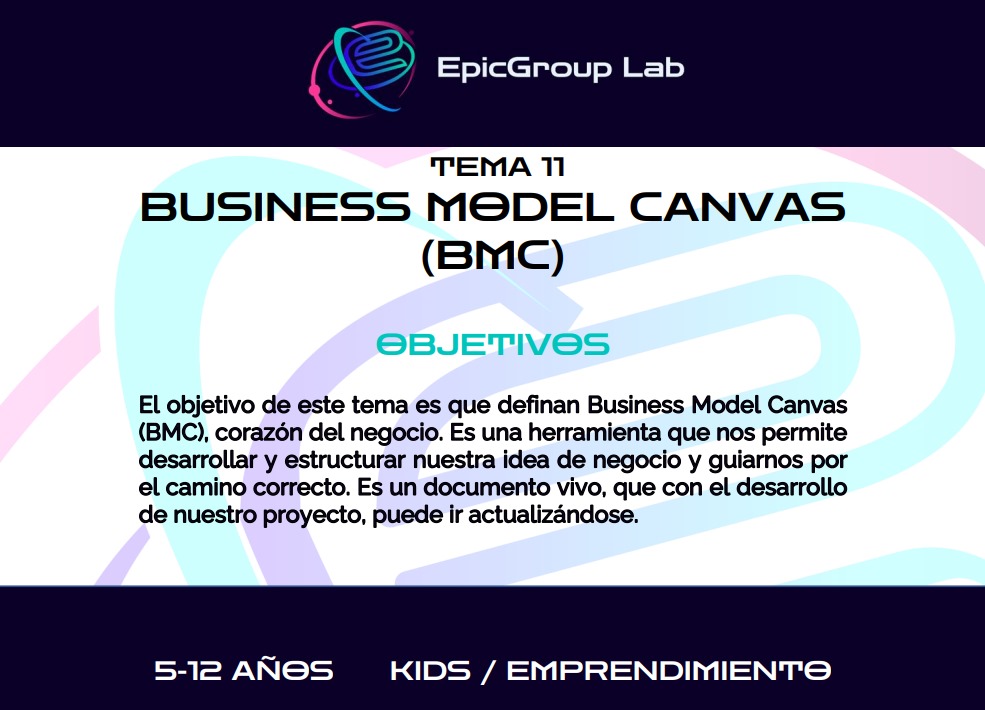 EpicGroup Lab
TEMA 11
BUSINESS MODEL CANVAS
(BMC)
OBJETIVOS
El objetivo de este tema es que definan Business Model Canvas
(BMC), corazón del negocio. Es una herramienta que nos permite
desarrollar y estructurar nuestra idea de negocio y guiarnos por
el camino correcto. Es un documento vivo, que con el desarrollo
de nuestro proyecto, puede ir actualizándose.
5-12 AÑOS KIDS / EMPRENDIMIENTO